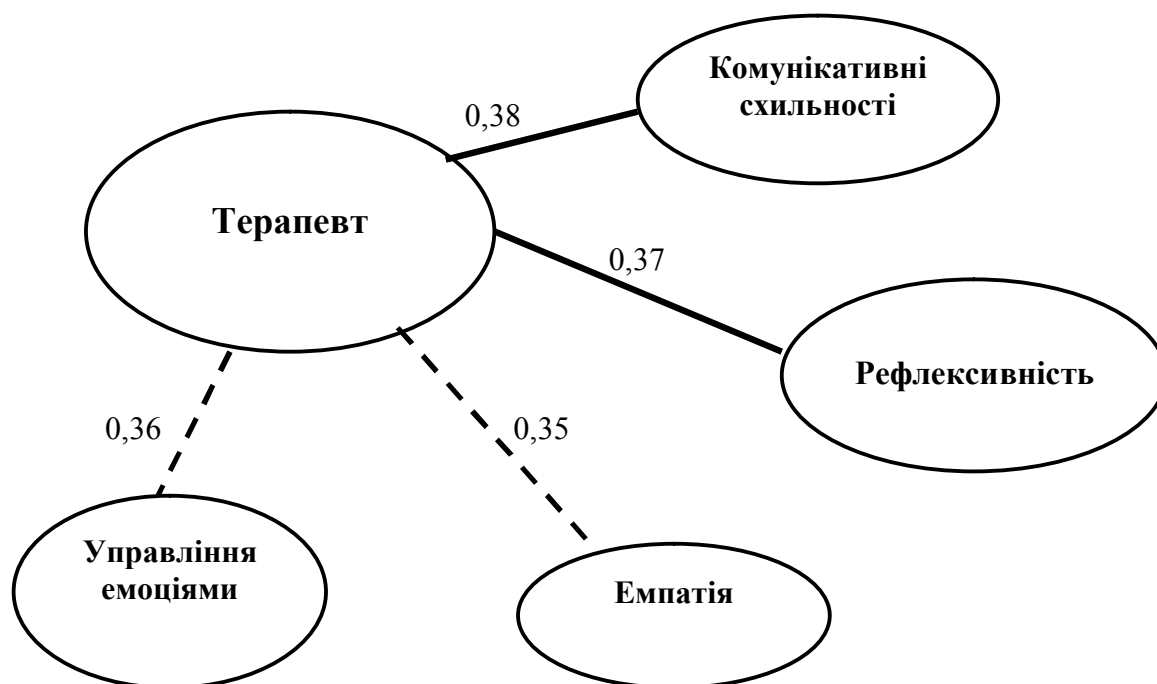 Комунікативні
схильності
0,38
Терапевт
0,37
Рефлексивність
0,36
0,35
Управління
емоціями
Емпатія